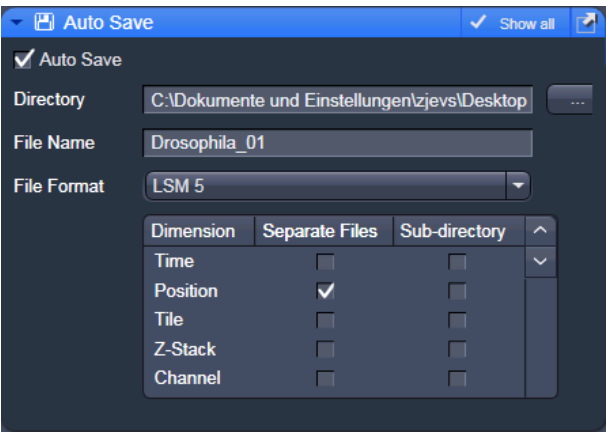 Auto Save Show all
Auto Save
Directory C:\Dokumente und Einstellungen\zjevs\Desktop ...
File Name Drosophila_01
File Format LSM 5
Dimension Separate Files Sub-directory
Time
Position
Tile
Z-Stack
Channel